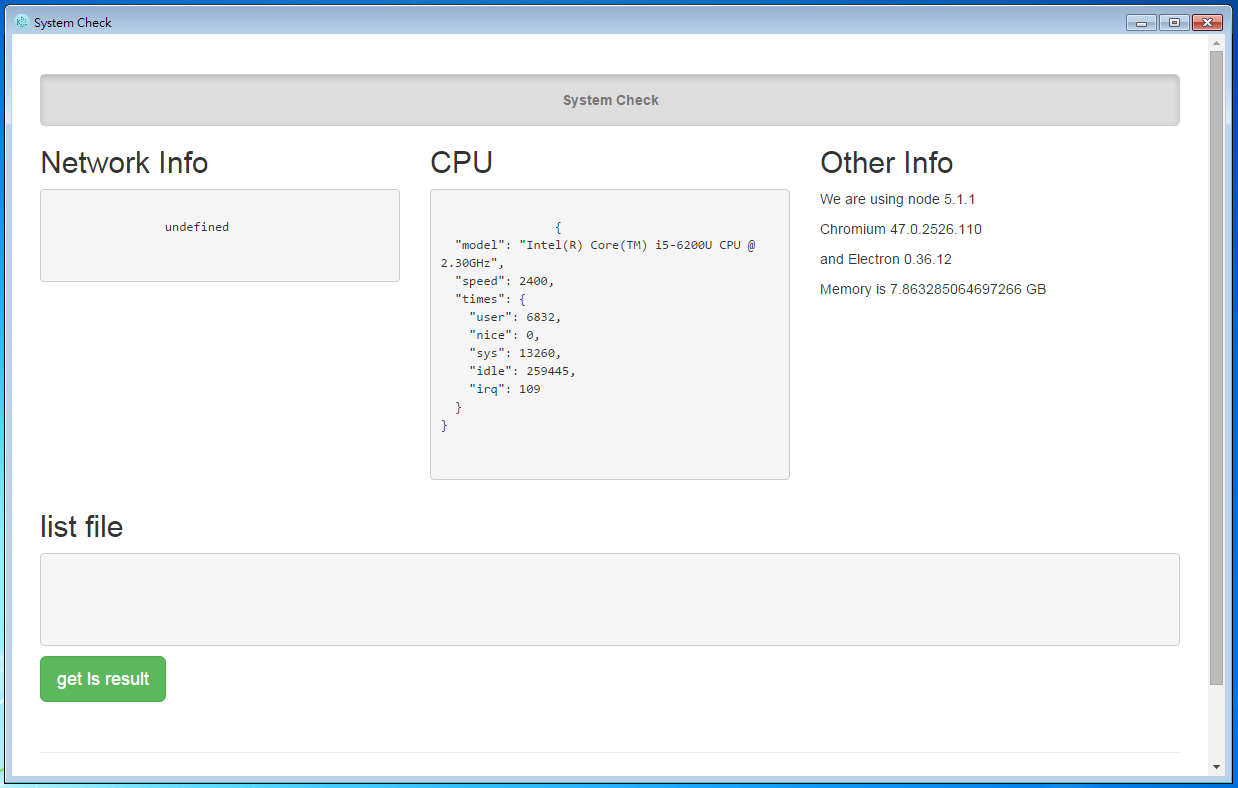 System Check
System Check
Network Info
undefined
CPU
{
"model": "Intel(R) Core(TM) i5-6200U CPU @
2.30GHz",
"speed": 2400,
"times": {
"user": 6832,
"nice": 0,
"sys": 13260,
"idle": 259445,
"irq": 109
}
}
Other Info
We are using node 5.1.1
Chromium 47.0.2526.110
and Electron 0.36.12
Memory is 7.863285064697266 GB
list file
get ls result